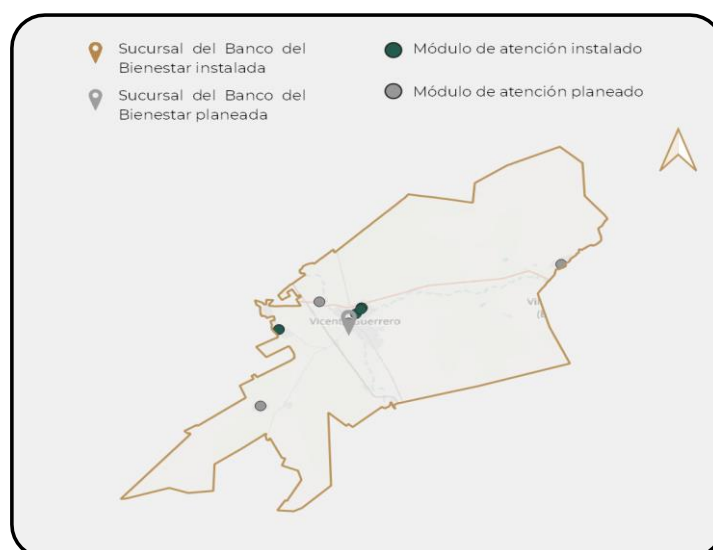 Sucursal del Banco del
Bienestar instalada
Sucursal del Banco del
Bienestar planeada
Módulo de atención instalado
Módulo de atención planeado
Guerrero